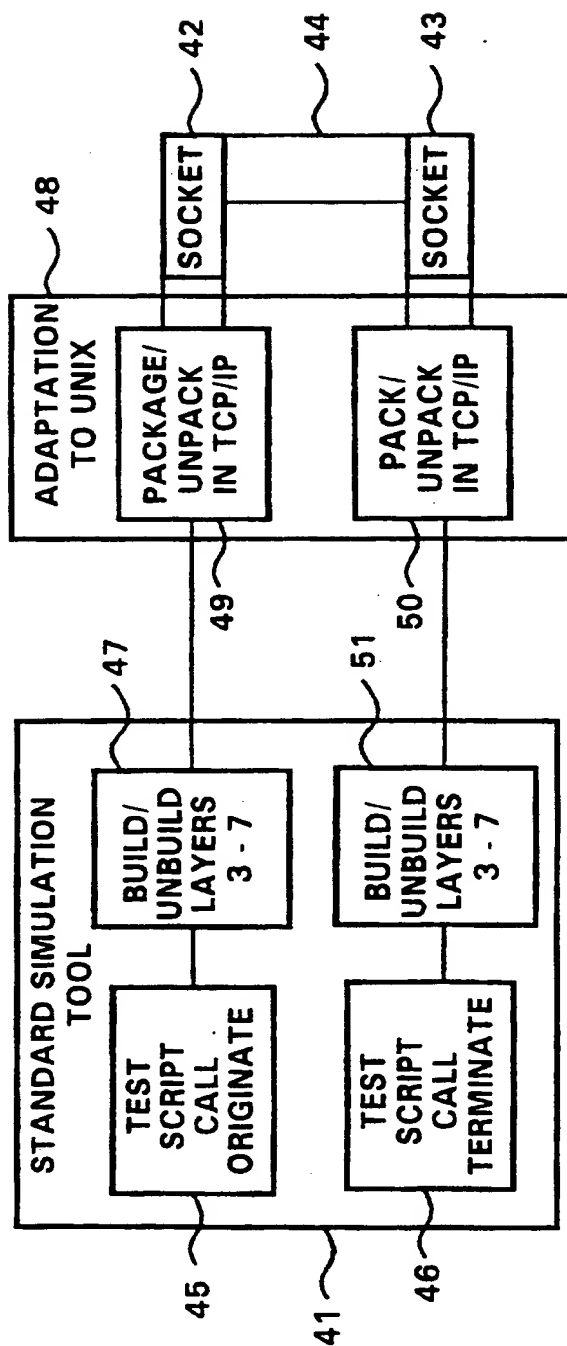 STANDARD SIMULATION
TOOL
TEST
SCRIPT
CALL
ORIGINATE
BUILD/
UNBUILD
LAYERS
3 - 7
TEST
SCRIPT
CALL
TERMINATE
BUILD/
UNBUILD
LAYERS
3 - 7
45
46
41
47
51
ADAPTATION
TO UNIX
PACKAGE/
UNPACK
IN TCP/IP
PACK/
UNPACK
IN TCP/IP
49
50
48
SOCKET
SOCKET
42
44
43